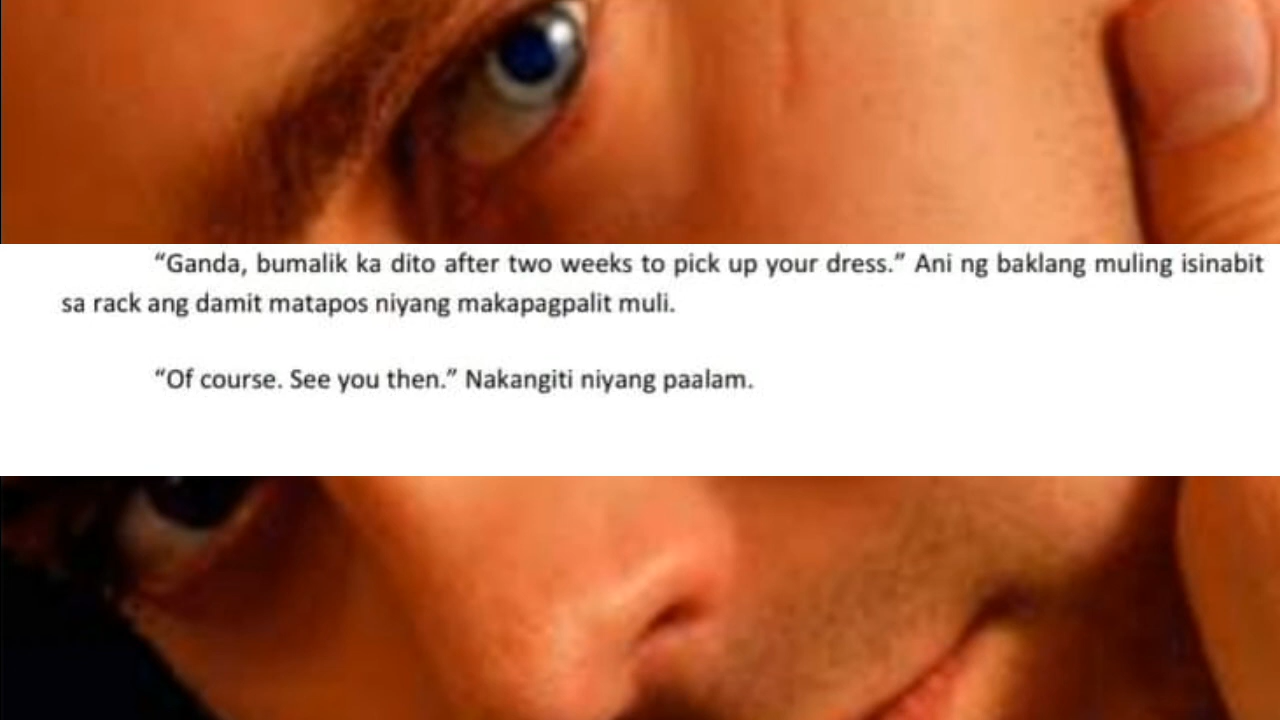 “Ganda, bumalik ka dito after two weeks to pick up your dress.” Ani ng baklang muling isinabit
sa rack ang damit matapos niyang makapagpalit muli.
“Of course. See you then.” Nakangiti niyang paalam.